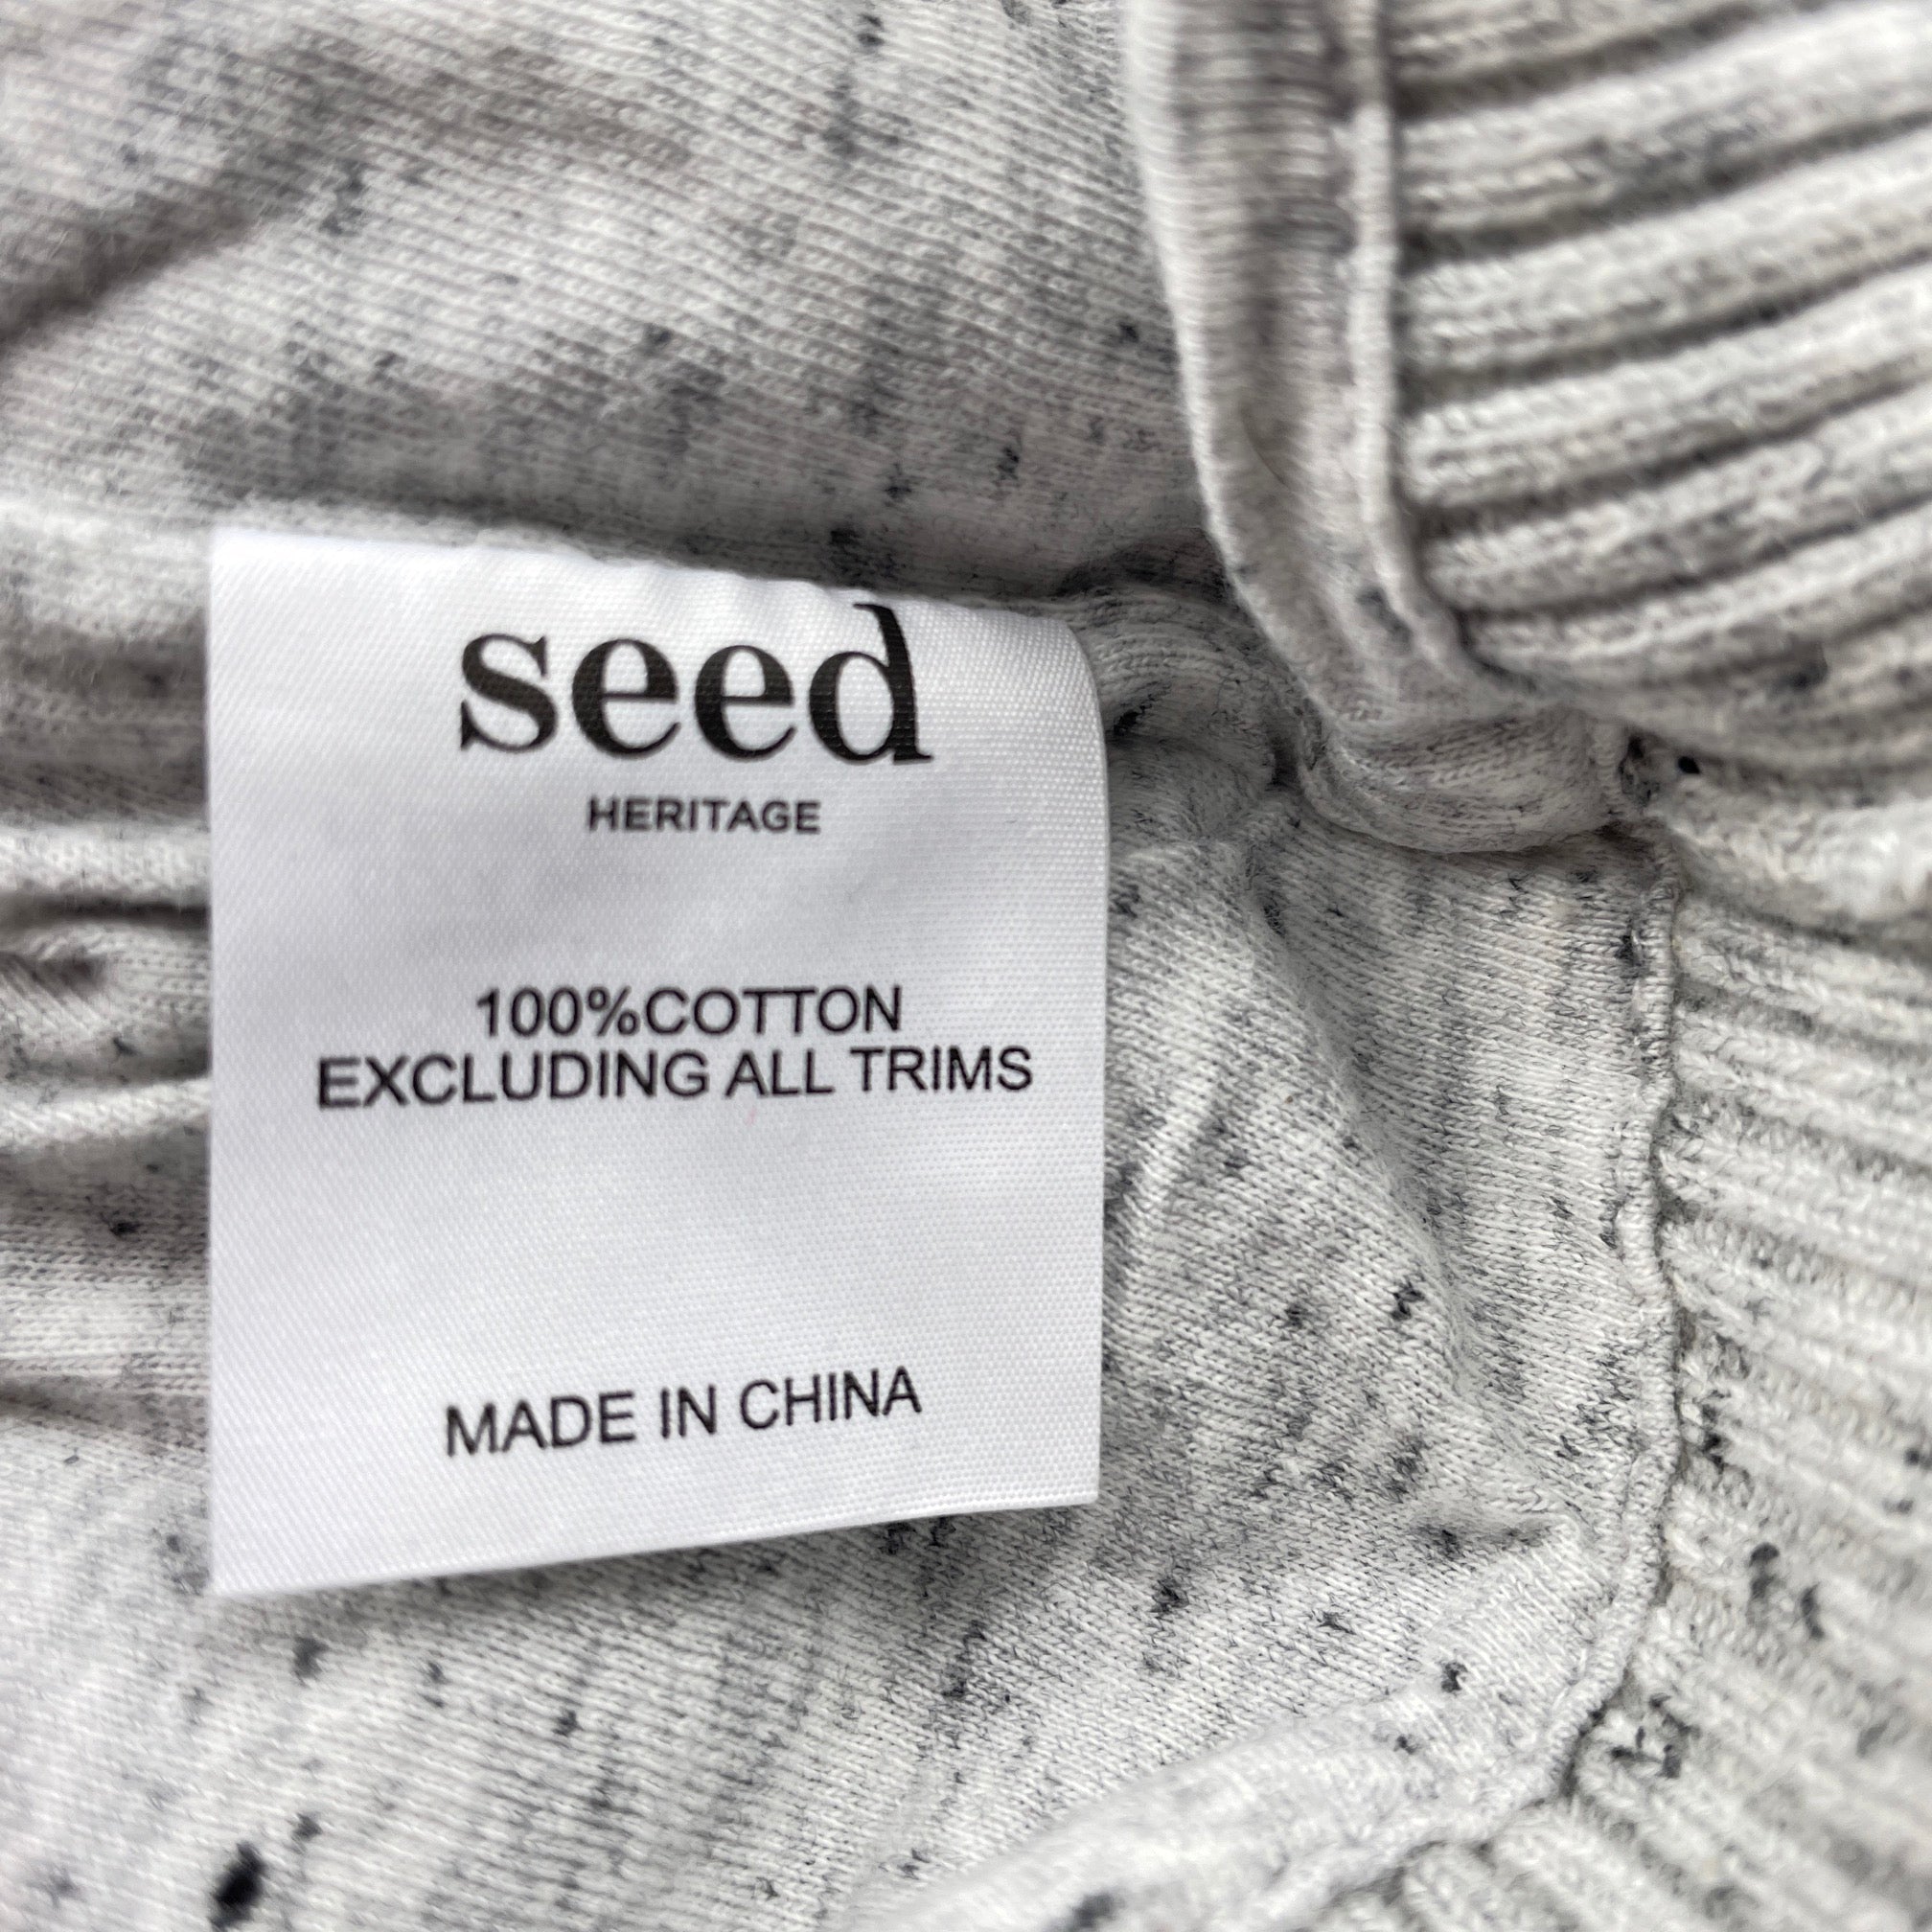 seed
HERITAGE
100%COTTON
EXCLUDING ALL TRIMS
MADE IN CHINA